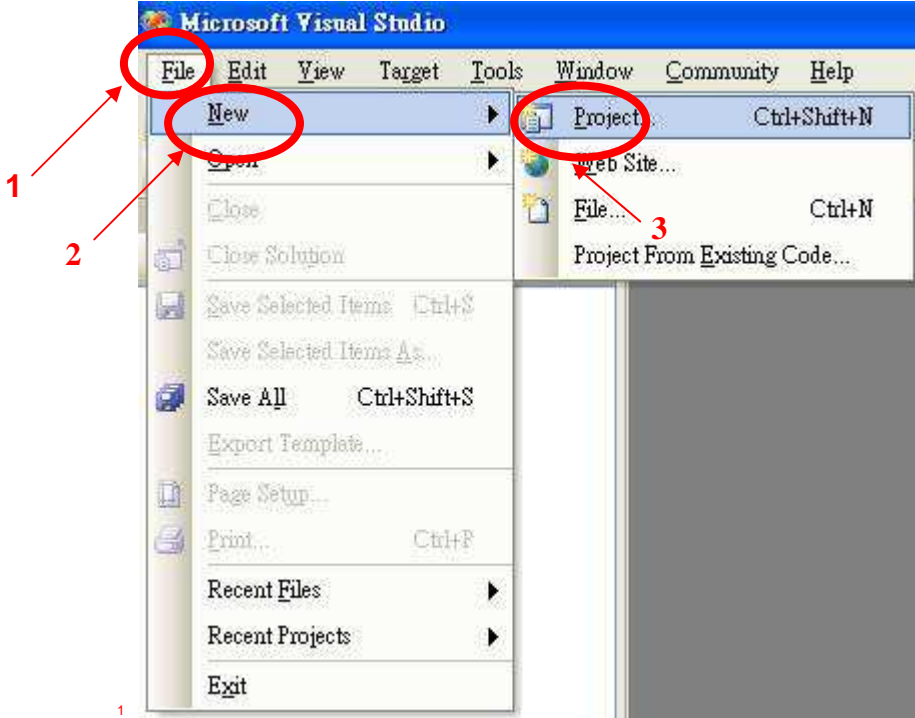 Microsoft Visual Studio
File Edit View Target Tools Window Community Help
1
New
2
Open
Close
Close Solution
Save Selected Items Ctrl+S
Save Selected Items As...
Save All Ctrl+Shift+S
Export Template...
Page Setup...
Print... Ctrl+P
Recent Files
Recent Projects
Exit
Project... Ctrl+Shift+N
Web Site...
File... Ctrl+N
3
Project From Existing Code...
1